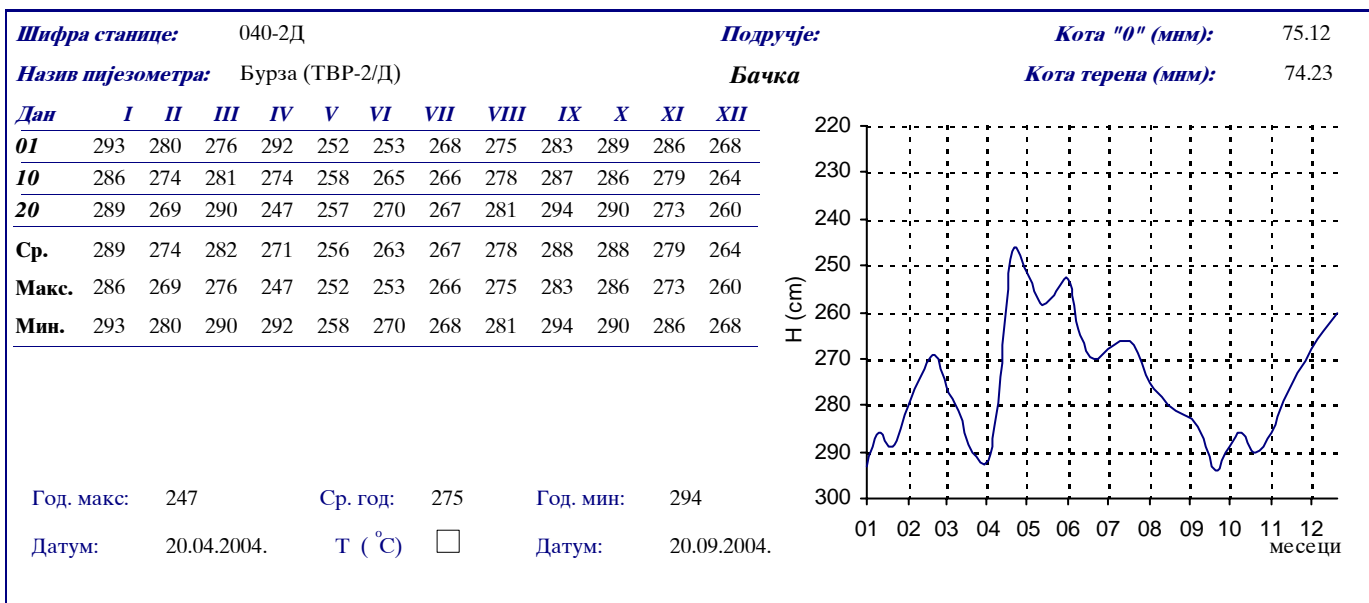 Шифра станице: 040-2Д Подручје: Кота "0" (мнм): 75.12
Назив пијезометра: Бурза (ТВР-2/Д) Бачка Кота терена (мнм): 74.23
Дан I II III IV V VI VII VIII IX X XI XII
01 293 280 276 292 252 253 268 275 283 289 286 268
10 286 274 281 274 258 265 266 278 287 286 279 264
20 289 269 290 247 257 270 267 281 294 290 273 260
Ср. 289 274 282 271 256 263 267 278 288 288 279 264
Макс. 286 269 276 247 252 253 266 275 283 286 273 260
Мин. 293 280 290 292 258 270 268 281 294 290 286 268
Год. макс: 247 Ср. год: 275 Год. мин: 294
Датум: 20.04.2004. Т ( °C) Датум: 20.09.2004.
220
230
240
250
260
270
280
290
300
H (cm)
01 02 03 04 05 06 07 08 09 10 11 12
месеци